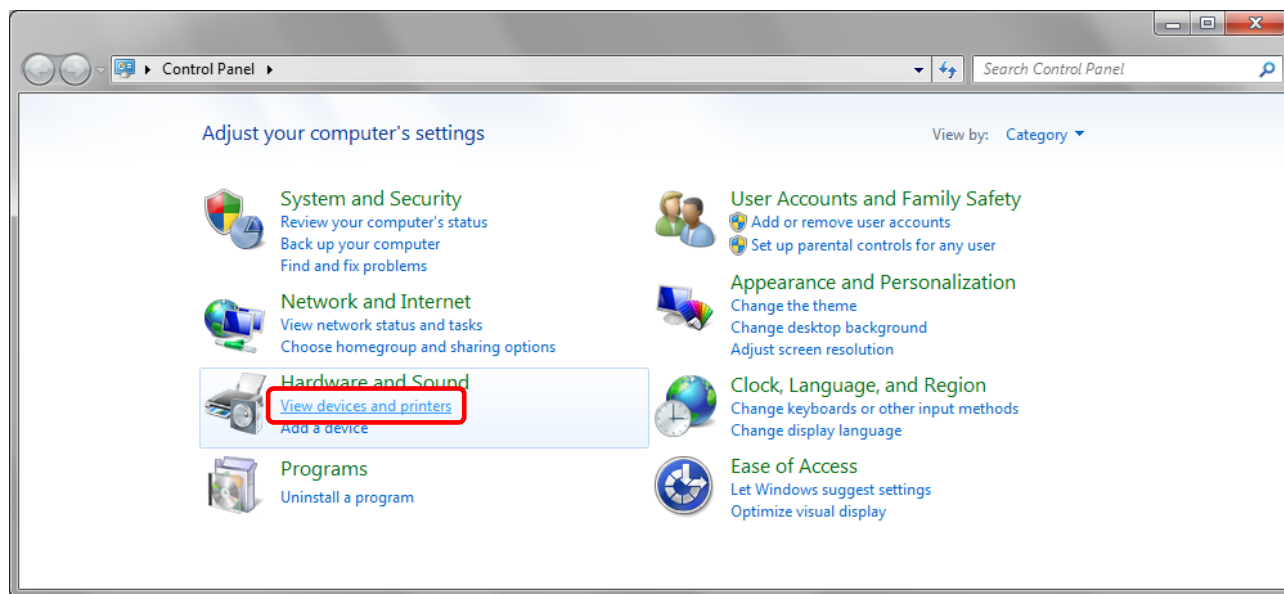 Control Panel
Search Control Panel
Adjust your computer's settings
View by: Category
System and Security
Review your computer's status
Back up your computer
Find and fix problems
Network and Internet
View network status and tasks
Choose homegroup and sharing options
Hardware and Sound
View devices and printers
Add a device
Programs
Uninstall a program
User Accounts and Family Safety
Add or remove user accounts
Set up parental controls for any user
Appearance and Personalization
Change the theme
Change desktop background
Adjust screen resolution
Clock, Language, and Region
Change keyboards or other input methods
Change display language
Ease of Access
Let Windows suggest settings
Optimize visual display